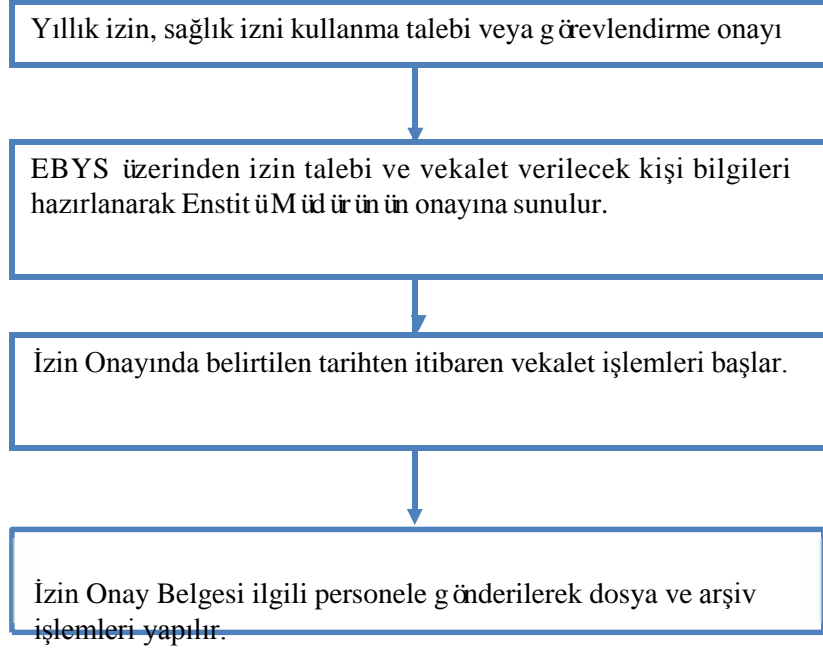 Yıllık izin, sağlık izni kullanma talebi veya görevlendirme onayı
EBYS üzerinden izin talebi ve vekalet verilecek kişi bilgileri
hazırlanarak Enstitü Müdürünün onayına sunulur.
İzin Onayında belirtilen tarihten itibaren vekalet işlemleri başlar.
İzin Onay Belgesi ilgili personele gönderilerek dosya ve arşiv
işlemleri yapılır.